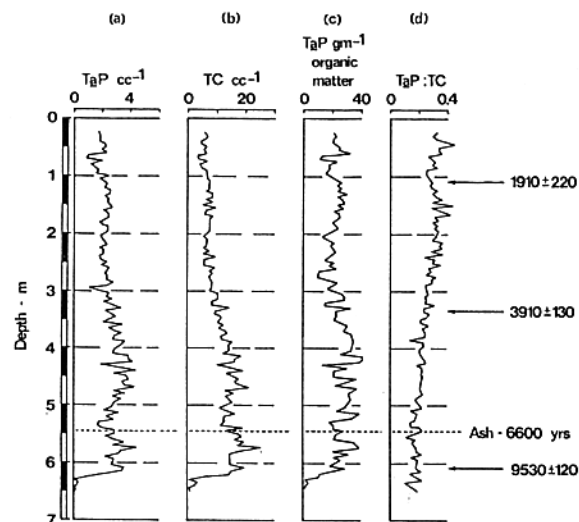 (a) (b) (c) (d)
TaP cc-1 TC cc-1 TaP gm-1 organic matter TaP:TC
0 4 0 20 0 40 0 0.4
0
1
2
3
4
5
6
7
Depth - m
1910±220
3910±130
Ash - 6600 yrs
9530±120